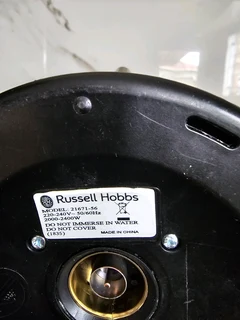 Russell Hobbs
MODEL: 21671-56
220-240V~ 50/60Hz
2000-2400W
DO NOT IMMERSE IN WATER
DO NOT COVER
(1835) MADE IN CHINA